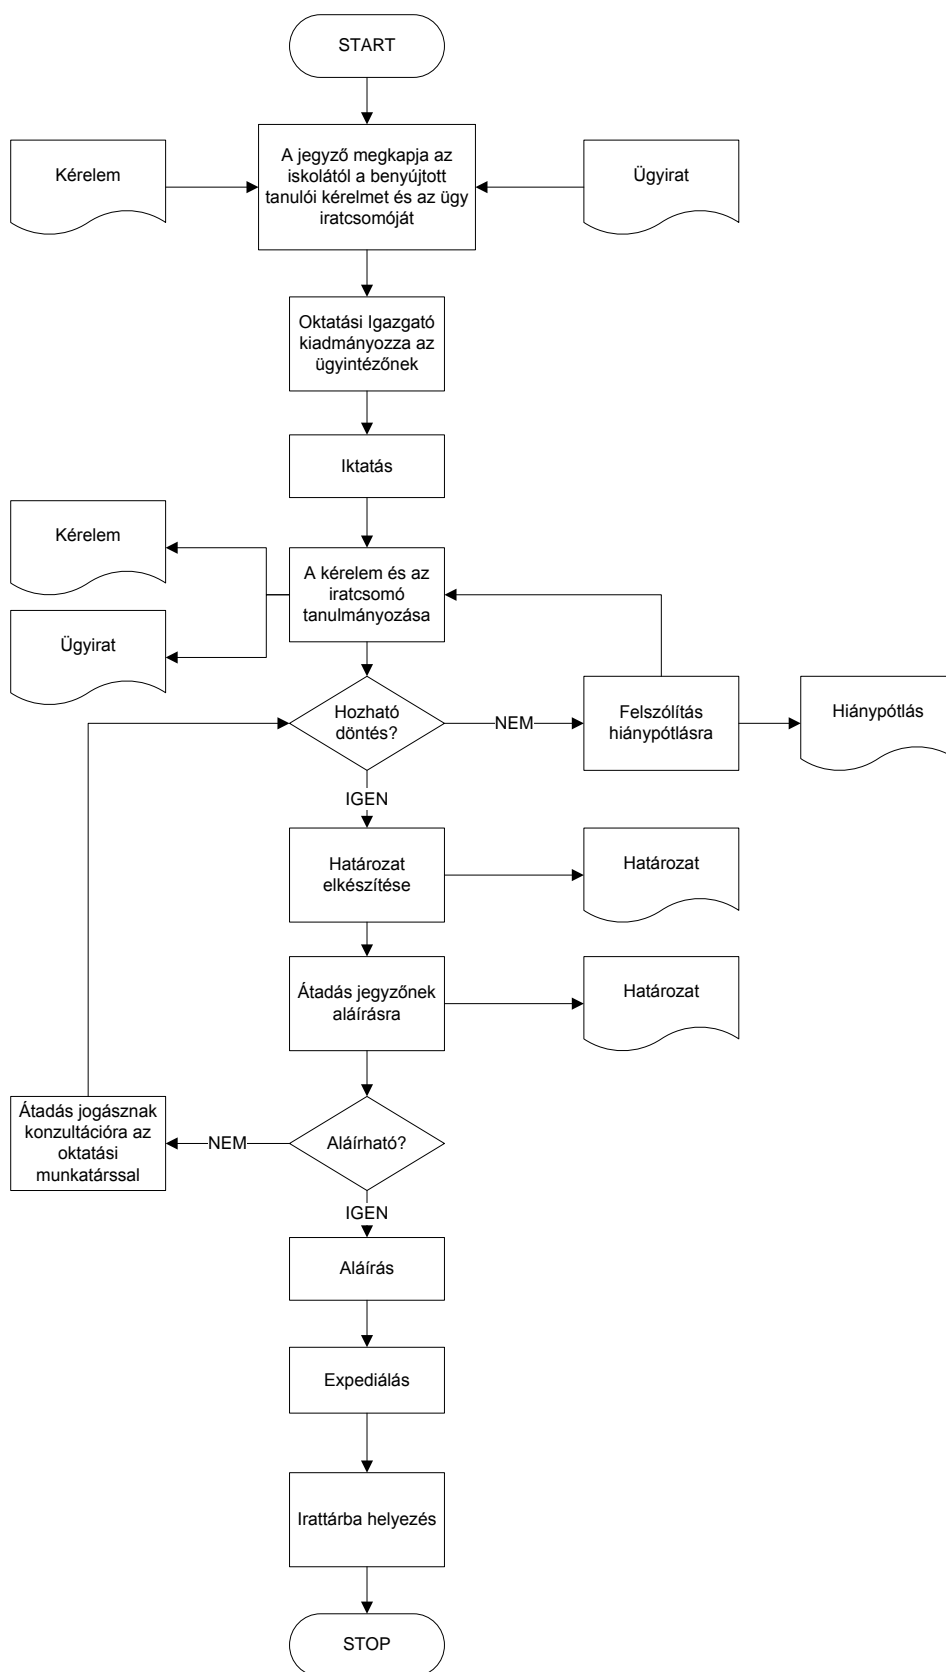 START
Kérelem
A jegyző megkapja az
iskolától a benyújtott
tanulói kérelmet és az ügy
iratcsomóját
Ügyirat
Oktatási Igazgató
kiadmányozza az
ügyintézőnek
Iktatás
Kérelem
Ügyirat
A kérelem és az
iratcsomó
tanulmányozása
Hozható
döntés?
NEM
Felszólítás
hiánypótlásra
Hiánypótlás
IGEN
Határozat
elkészítése
Határozat
Átadás jegyzőnek
aláírásra
Határozat
Átadás jogásznak
konzultációra az
oktatási
munkatárssal
NEM
Aláírható?
IGEN
Aláírás
Expediálás
Irattárba helyezés
STOP